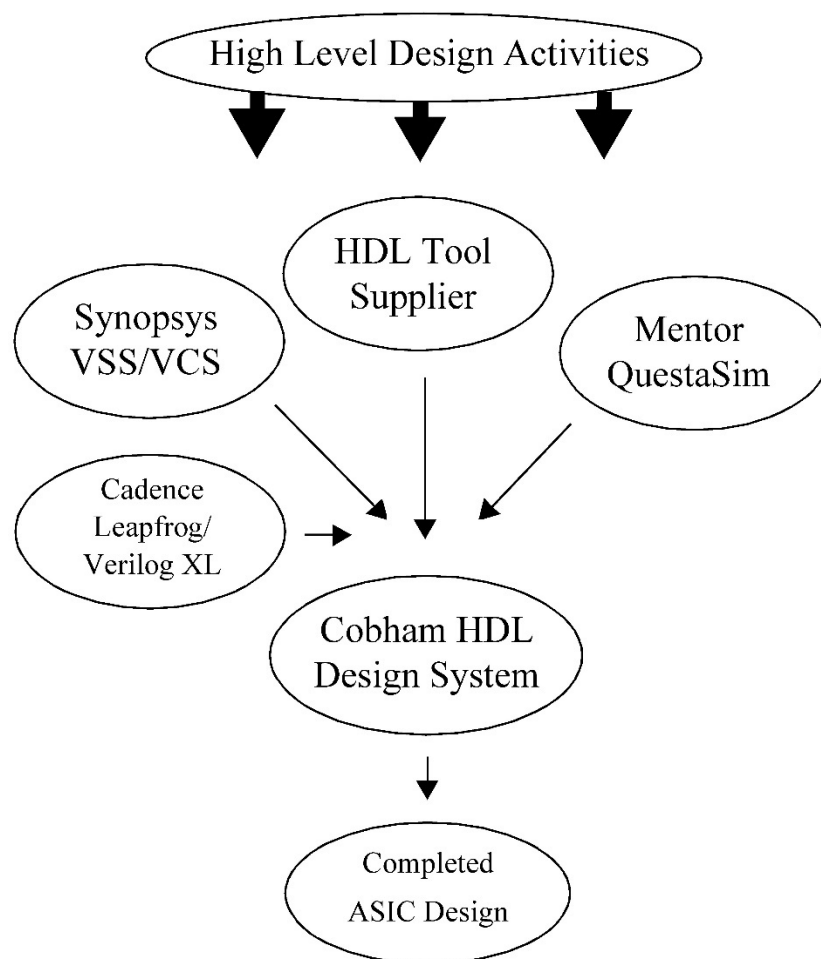 High Level Design Activities
HDL Tool
Supplier
Synopsys
VSS/VCS
Mentor
QuestaSim
Cadence
Leapfrog/
Verilog XL
Cobham HDL
Design System
Completed
ASIC Design